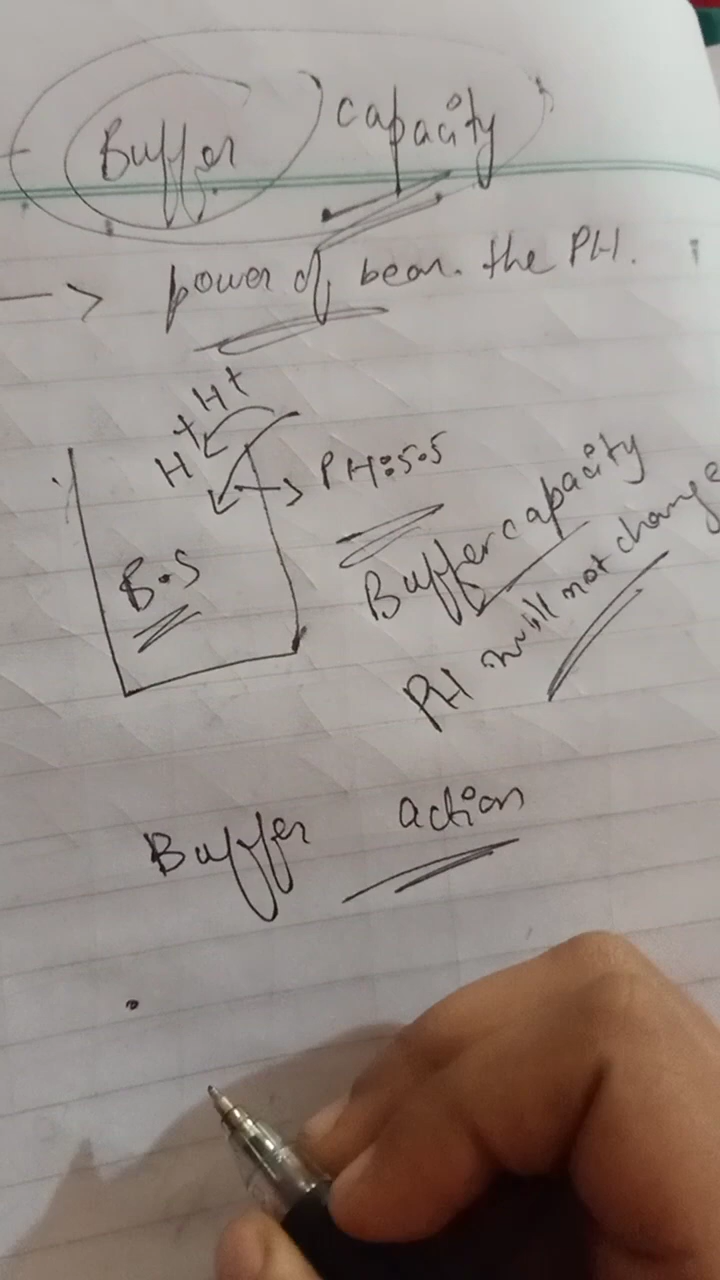 Buffer capacity
→ power of bear. the PH.
H+ H+
PH:5.5
B.S
Buffer capacity
PH will not change
Buffer action